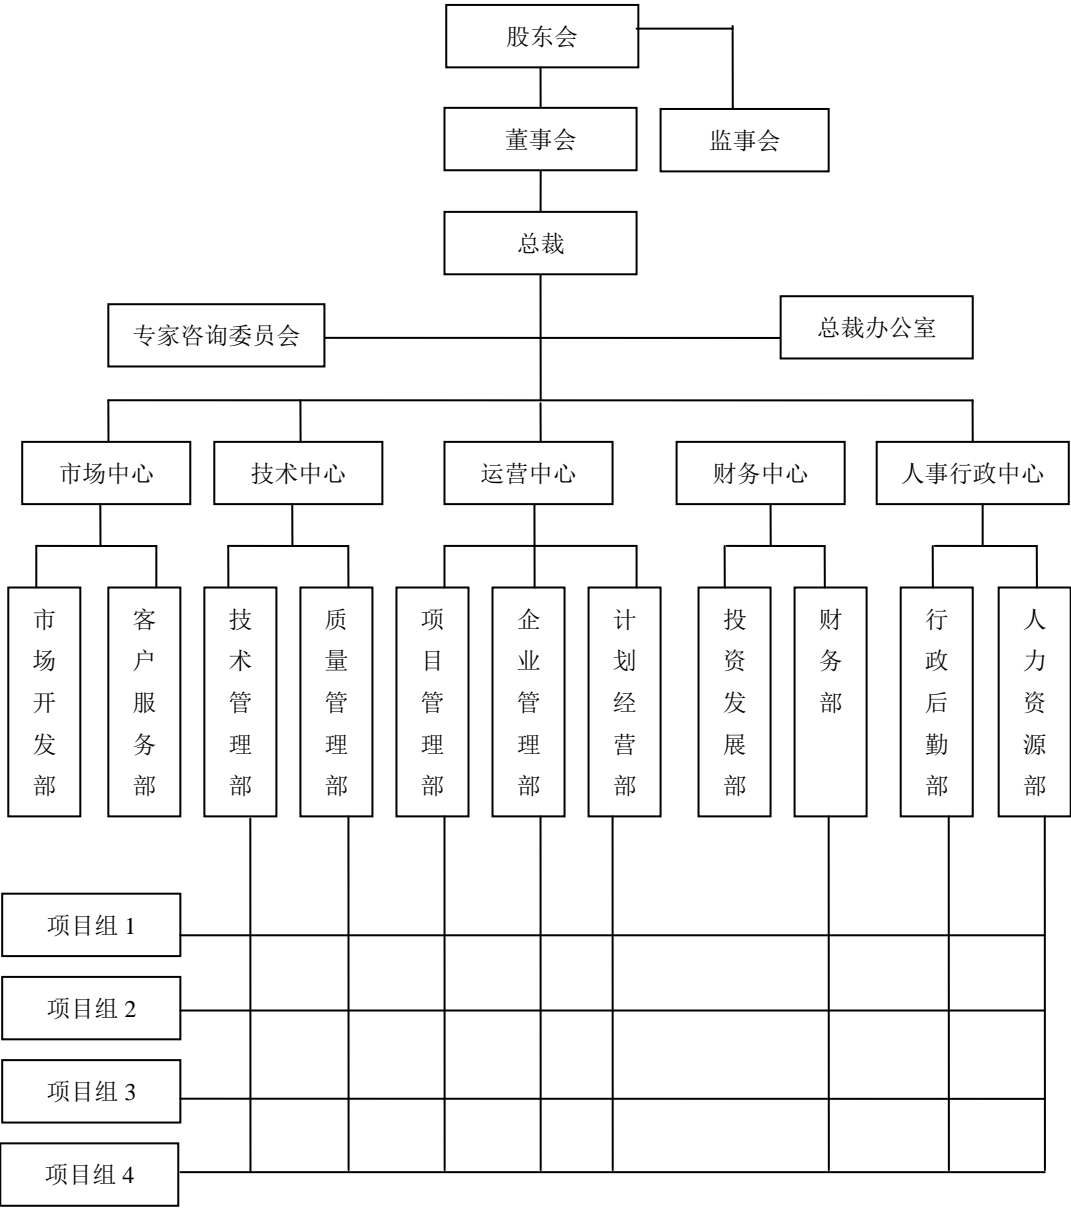 股东会
董事会
监事会
总裁
专家咨询委员会
总裁办公室
市场中心
技术中心
运营中心
财务中心
人事行政中心
市场开发部
客户服务部
技术管理部
质量管理部
项目管理部
企业管理部
计划经营部
投资发展部
财务部
行政后勤部
人力资源部
项目组 1
项目组 2
项目组 3
项目组 4